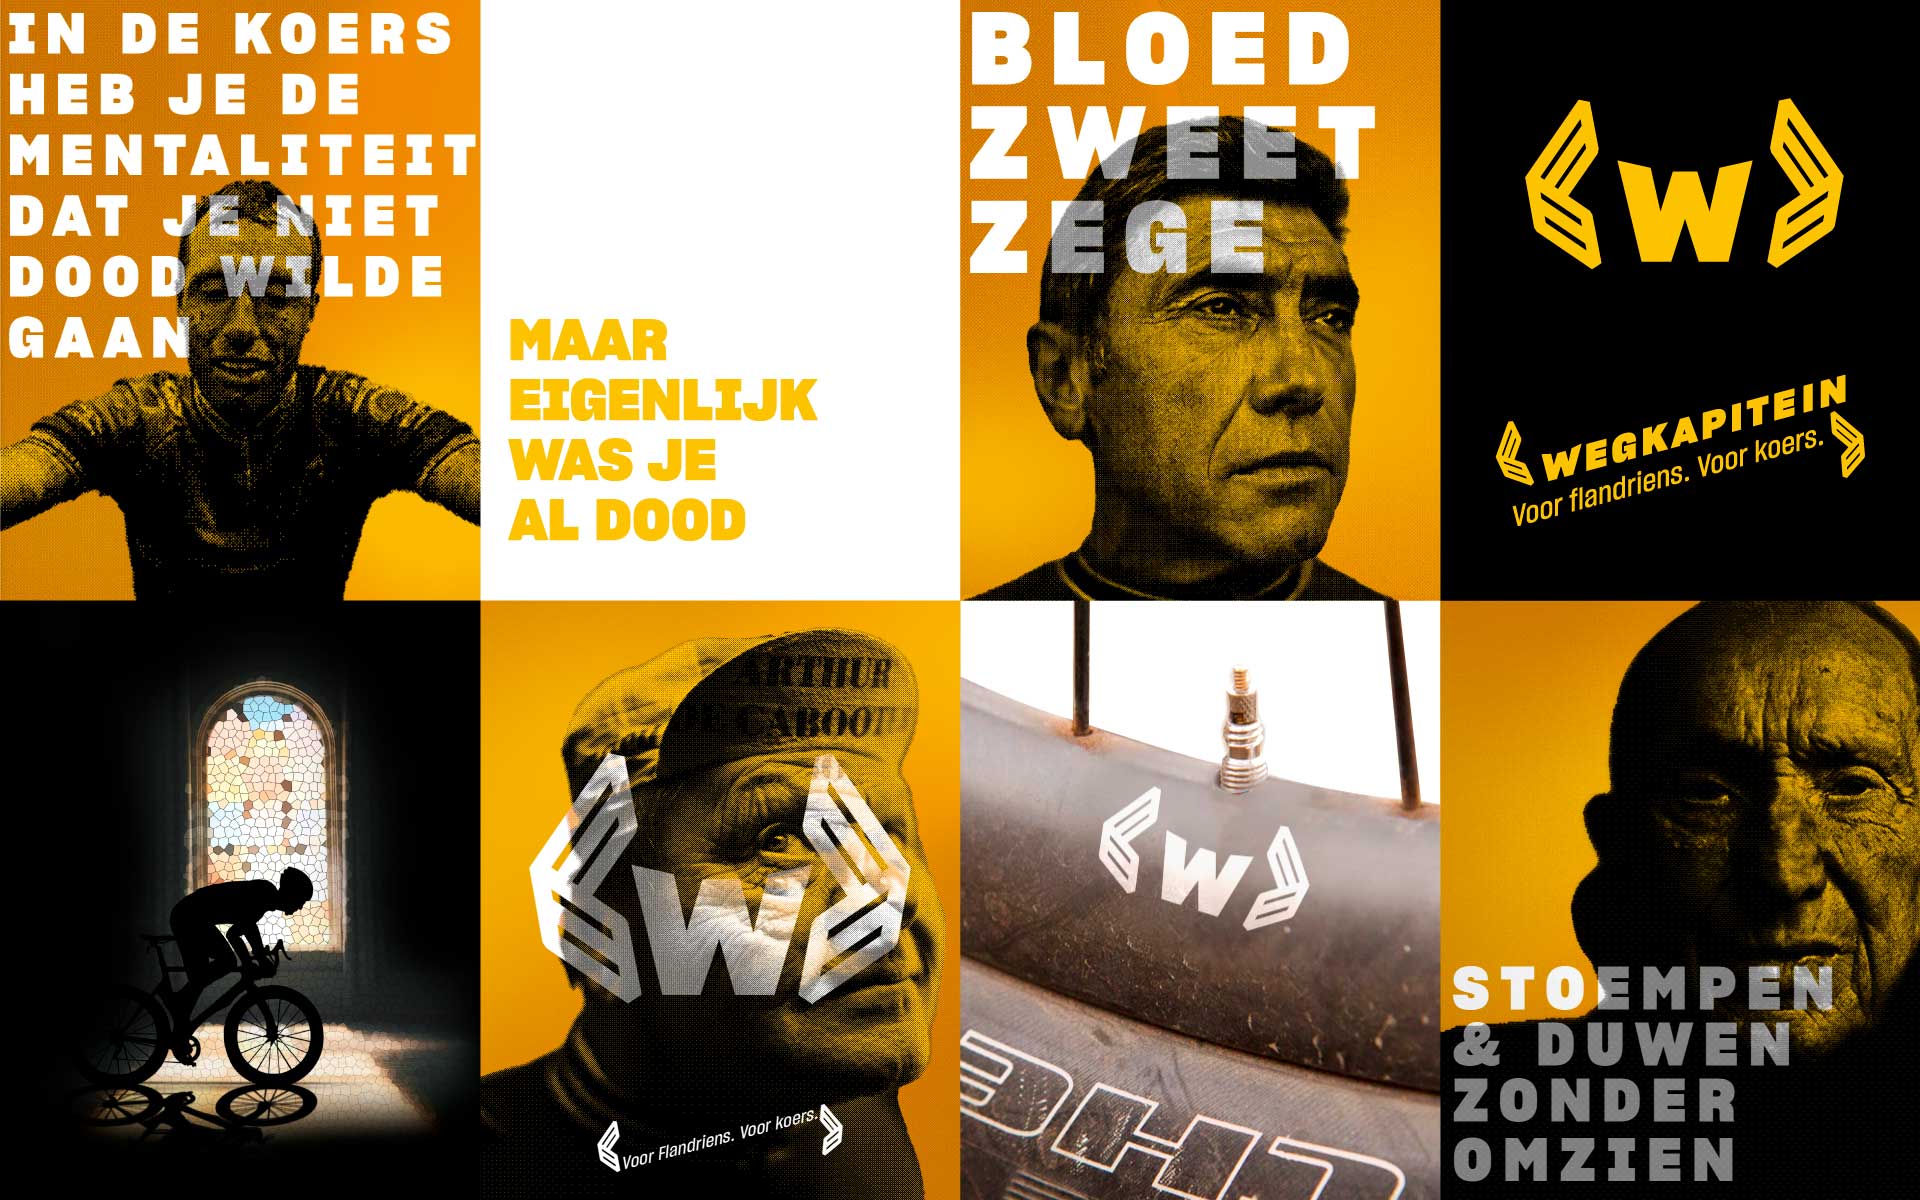 IN DE KOERS
HEB JE DE
MENTALITEIT
DAT JE NIET
DOOD WILDE
GAAN
MAAR
EIGENLIJK
WAS JE
AL DOOD
BLOED
ZWEET
ZEGE
W
WEGKAPITEIN
Voor flandriens. Voor koers.
ARTHUR
W
Voor Flandriens. Voor koers.
W
STOEMPEN
& DUWEN
ZONDER
OMZIEN